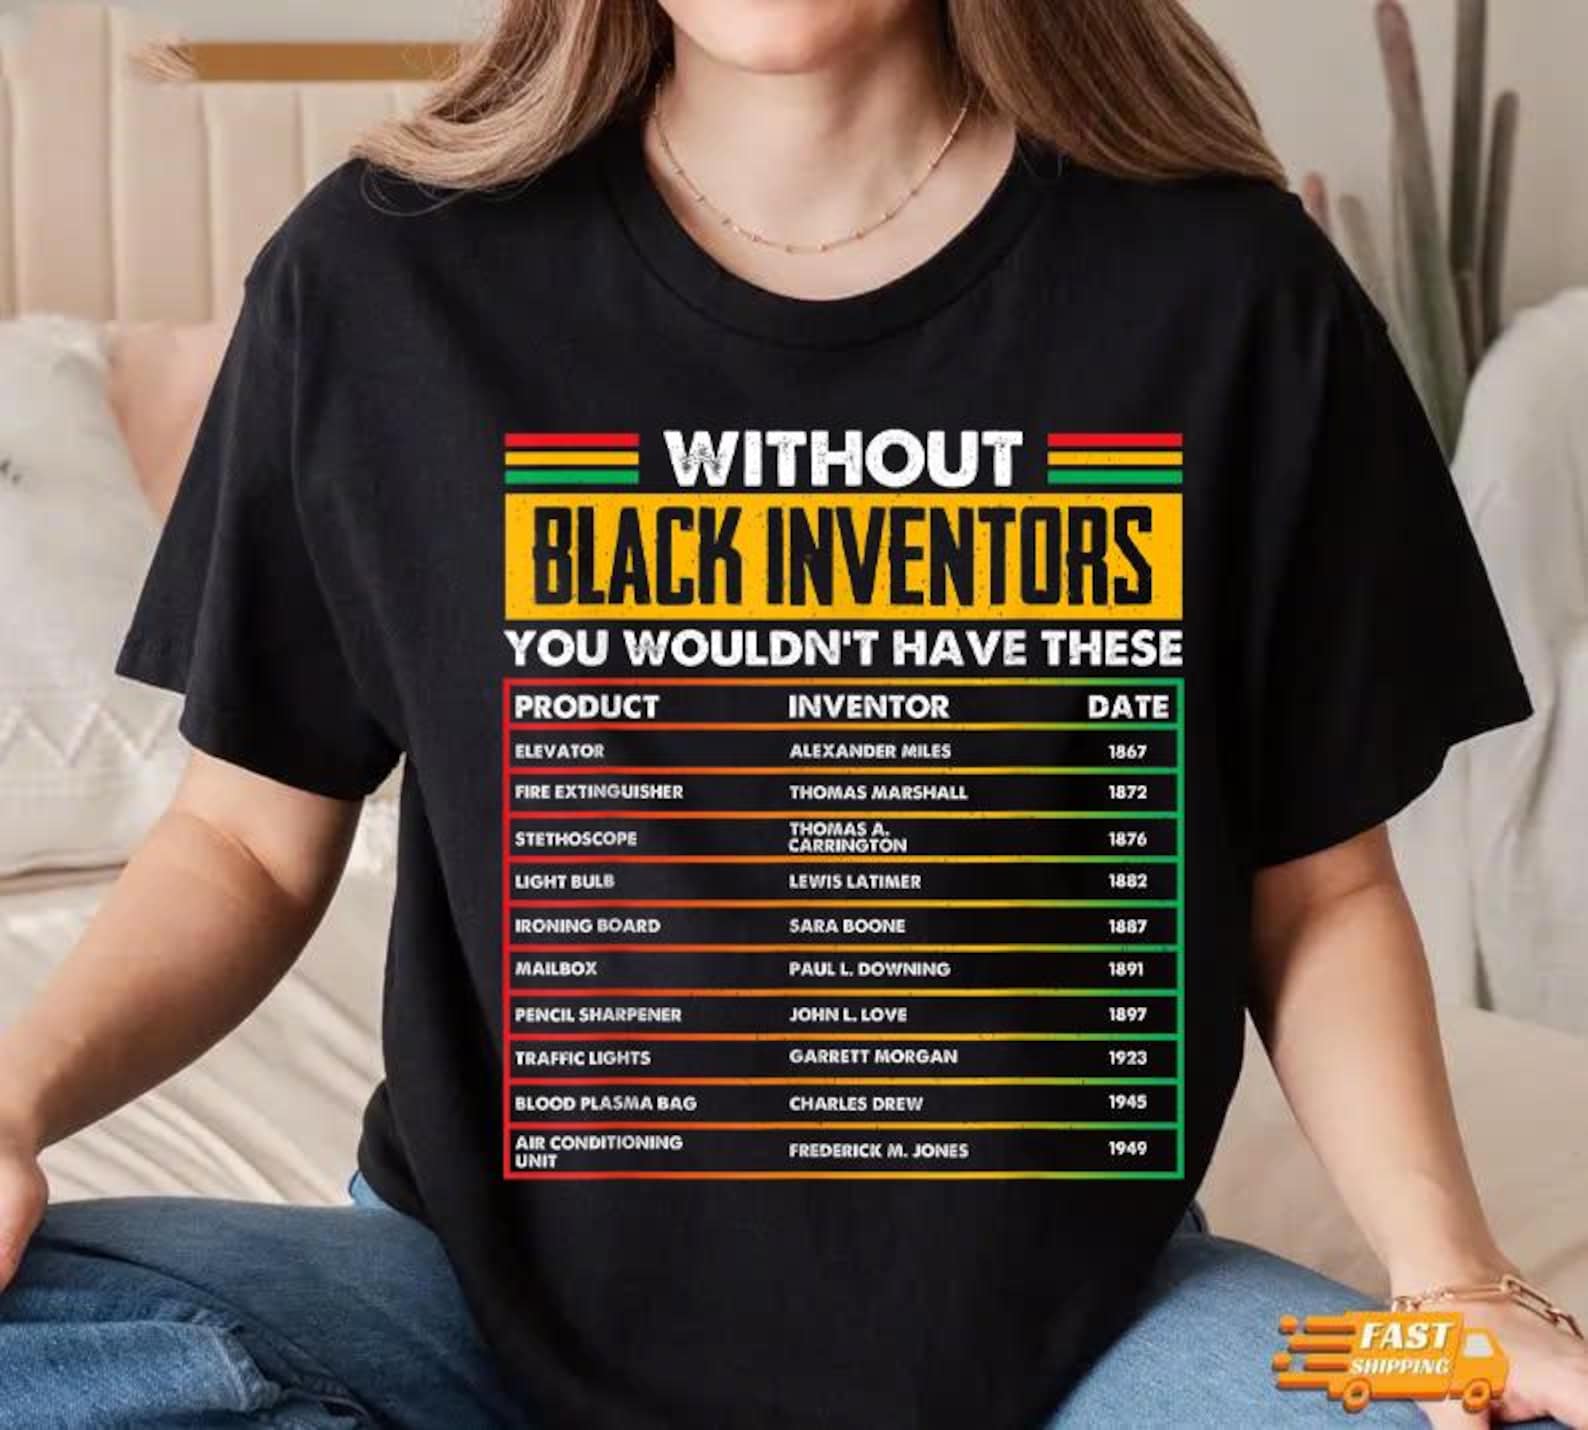 WITHOUT
BLACK INVENTORS
YOU WOULDN'T HAVE THESE
PRODUCT INVENTOR DATE
ELEVATOR ALEXANDER MILES 1867
FIRE EXTINGUISHER THOMAS MARSHALL 1872
STETHOSCOPE THOMAS A. CARRINGTON 1876
LIGHT BULB LEWIS LATIMER 1882
IRONING BOARD SARA BOONE 1887
MAILBOX PAUL L. DOWNING 1891
PENCIL SHARPENER JOHN L. LOVE 1897
TRAFFIC LIGHTS GARRETT MORGAN 1923
BLOOD PLASMA BAG CHARLES DREW 1945
AIR CONDITIONING UNIT FREDERICK M. JONES 1949
FAST
SHIPPING